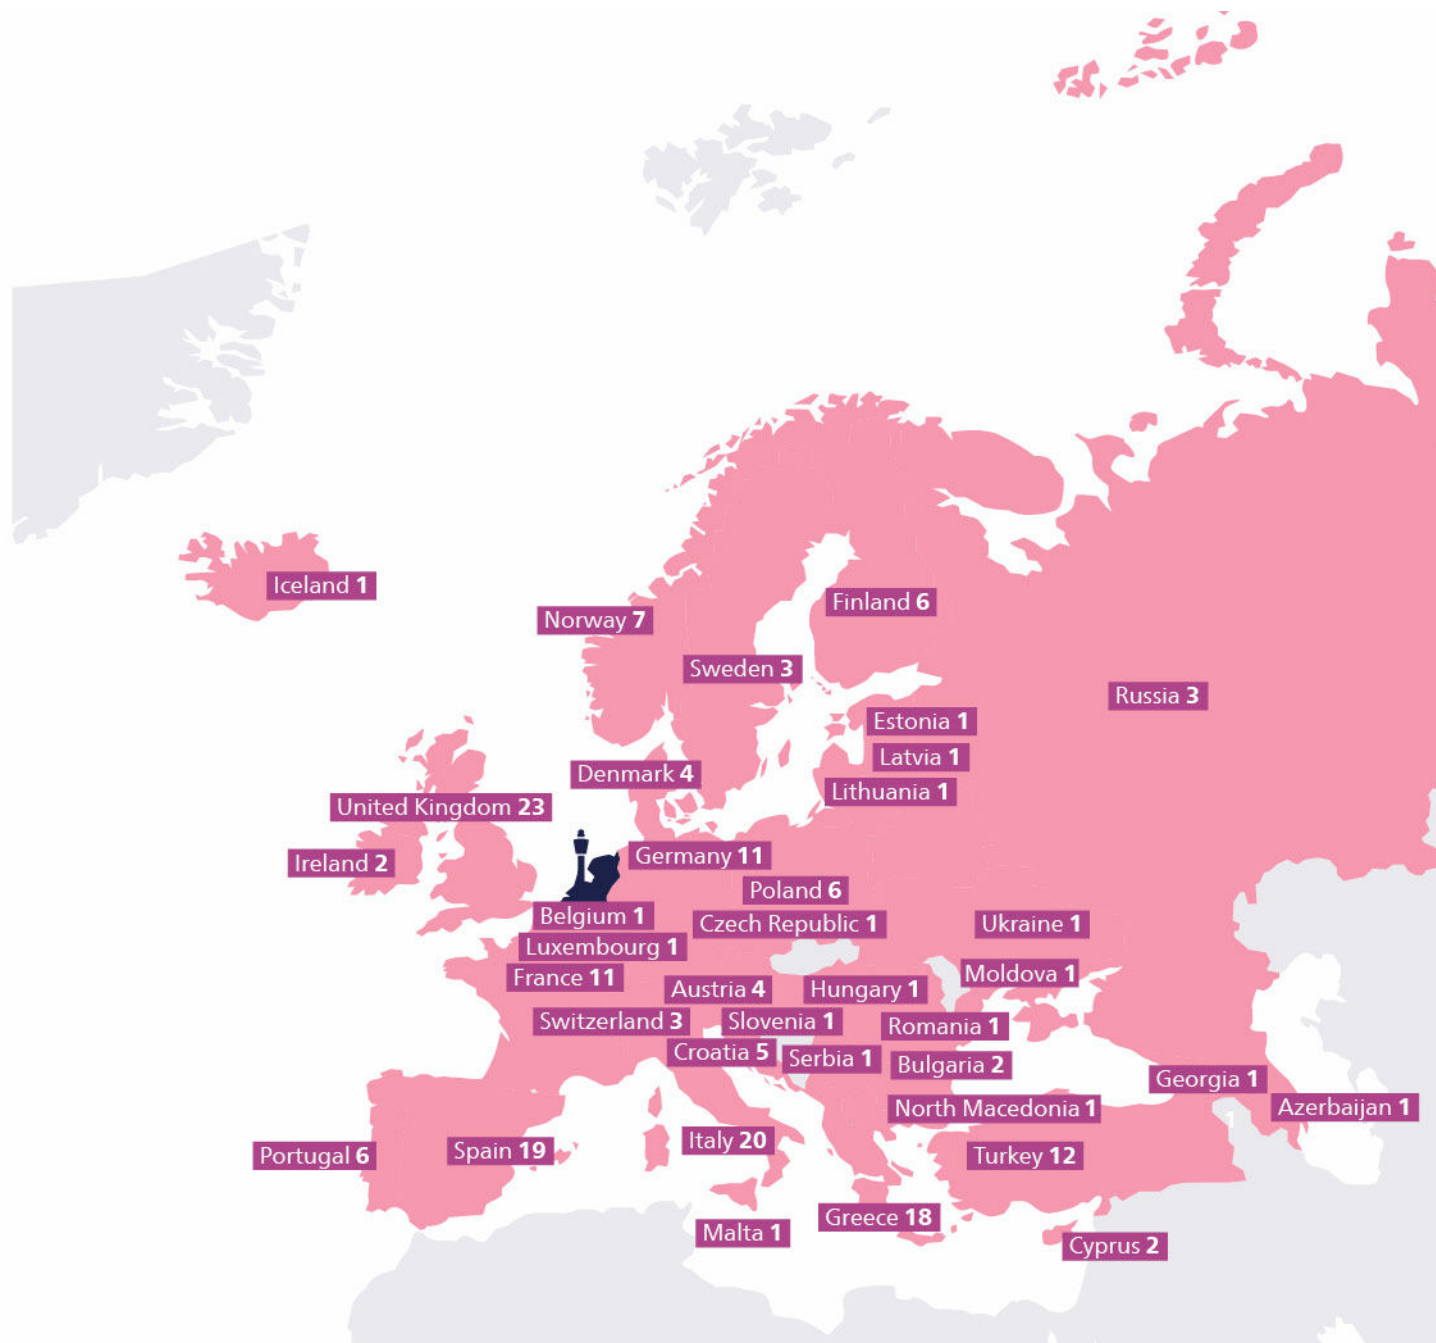 Iceland 1
Finland 6
Norway 7
Sweden 3
Russia 3
Estonia 1
Latvia 1
Denmark 4
Lithuania 1
United Kingdom 23
Germany 11
Ireland 2
Poland 6
Belgium 1
Czech Republic 1
Ukraine 1
Luxembourg 1
Moldova 1
France 11
Austria 4
Hungary 1
Switzerland 3
Slovenia 1
Romania 1
Croatia 5
Serbia 1
Bulgaria 2
Georgia 1
North Macedonia 1
Azerbaijan 1
1
Italy 20
Spain 19
Portugal 6
Turkey 12
Greece 18
Malta 1
Cyprus 2